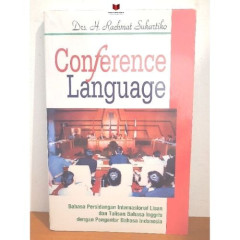 Drs. H. Rachmat Suhartiko
Conference
Language
Bahasa Persidangan Internasional Lisan
dan Tulisan Bahasa Inggris
dengan Pengantar Bahasa Indonesia